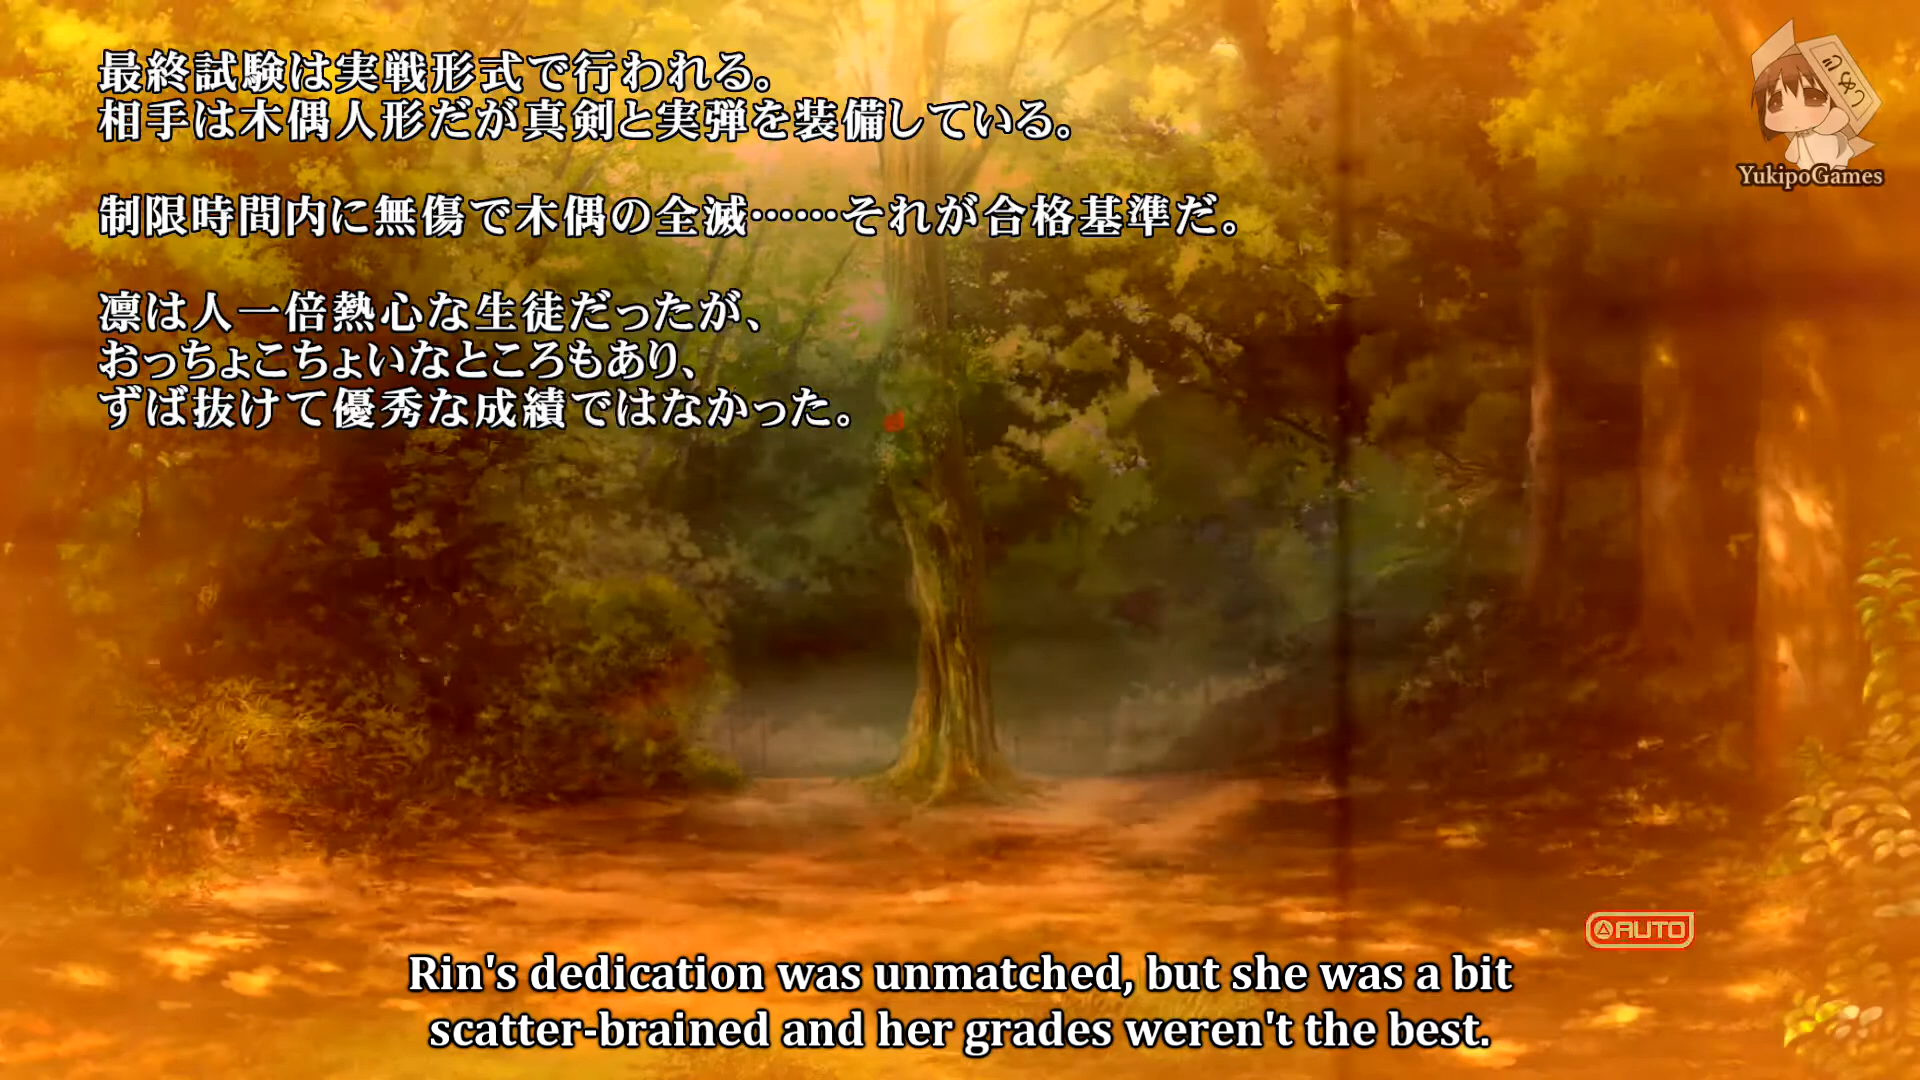 最終試験は実戦形式で行われる。
相手は木偶人形だが真剣と実弾を装備している。
制限時間内に無傷で木偶の全滅……それが合格基準だ。
凛は人一倍熱心な生徒だったが、
おっちょこちょいなところもあり、
ずば抜けて優秀な成績ではなかった。
YukipoGames
AUTO
Rin's dedication was unmatched, but she was a bit
scatter-brained and her grades weren't the best.